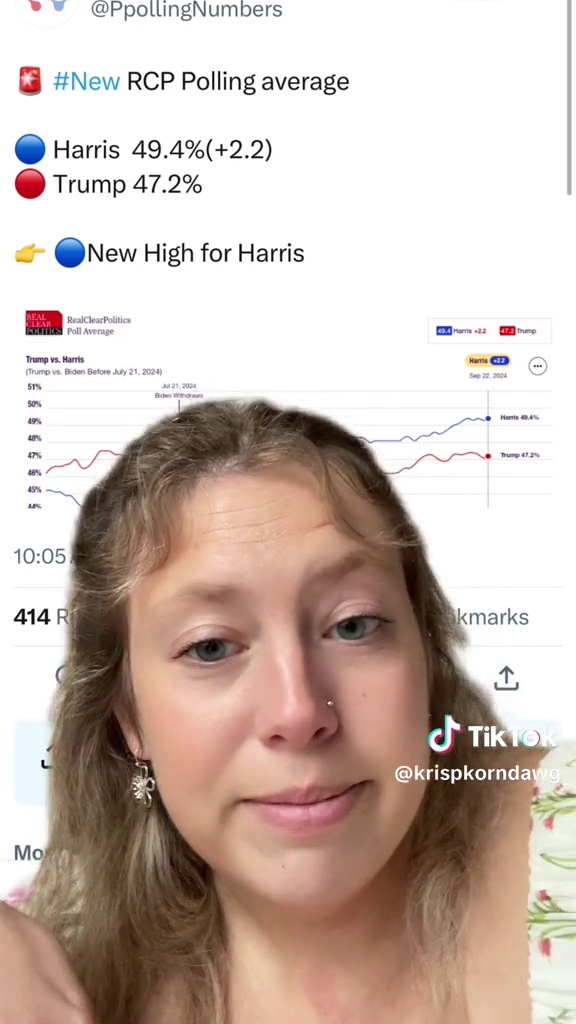 @PpollingNumbers
#New RCP Polling average
Harris 49.4%(+2.2)
Trump 47.2%
New High for Harris
REAL CLEAR POLITICS
RealClearPolitics
Poll Average
49.4 Harris +2.2 47.2 Trump
Trump vs. Harris
(Trump vs. Biden Before July 21, 2024)
Harris +2.2
Sep 22, 2024
Jul 21, 2024
Biden Withdraws
51%
50%
49%
48%
47%
46%
45%
44%
Harris 49.4%
Trump 47.2%
10:05
414 R
kmarks
TikTok
@krispkorndawg
Mo